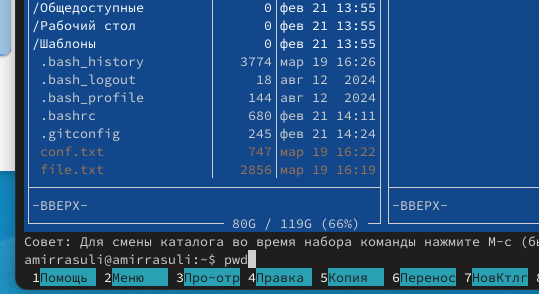 /Общедоступные 0 фев 21 13:55
/Рабочий стол 0 фев 21 13:55
/Шаблоны 0 фев 21 13:55
.bash_history 3774 мар 19 16:26
.bash_logout 18 авг 12 2024
.bash_profile 144 авг 12 2024
.bashrc 680 фев 21 14:11
.gitconfig 245 фев 21 14:24
conf.txt 747 мар 19 16:22
file.txt 2856 мар 19 16:19
-ВВЕРХ- -ВВЕРХ-
80G / 119G (66%)
Совет: Для смены каталога во время набора команды нажмите M-c (бы
amirrasuli@amirrasuli:~$ pwd
1Помощь 2Меню 3Про~отр 4Правка 5Копия 6Перенос 7НовКтлг 8